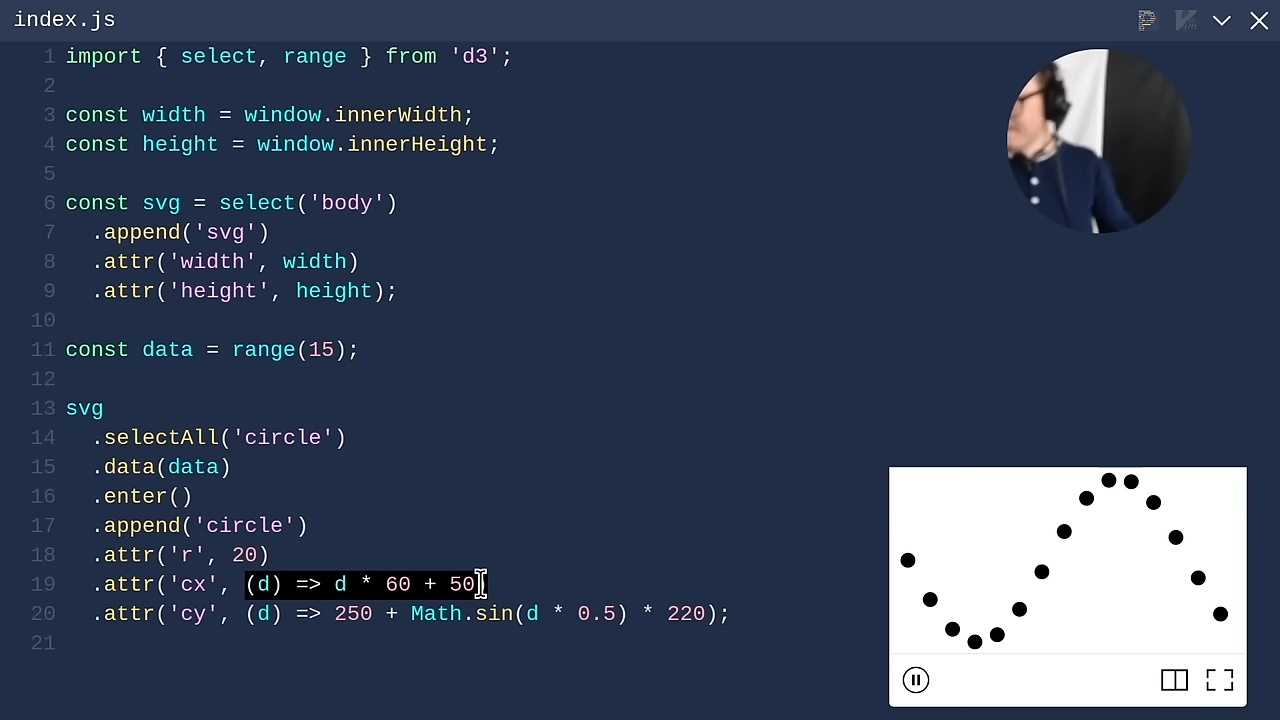 index.js
1 import { select, range } from 'd3';
2
3 const width = window.innerWidth;
4 const height = window.innerHeight;
5
6 const svg = select('body')
7   .append('svg')
8   .attr('width', width)
9   .attr('height', height);
10
11 const data = range(15);
12
13 svg
14   .selectAll('circle')
15   .data(data)
16   .enter()
17   .append('circle')
18   .attr('r', 20)
19   .attr('cx', (d) => d * 60 + 50)
20   .attr('cy', (d) => 250 + Math.sin(d * 0.5) * 220);
21